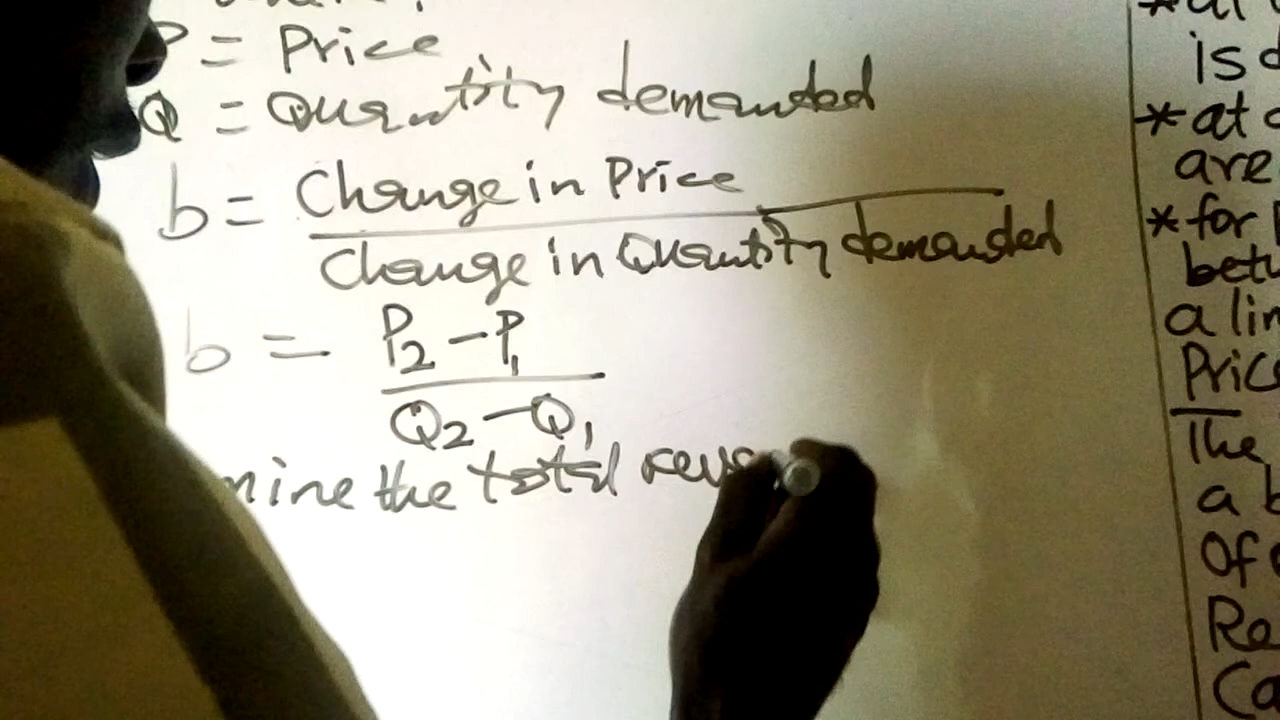 P = Price
Q = Quantity demanded
b = Change in Price
Change in Quantity demanded
b = P₂ - P₁
Q₂ - Q₁
mine the total reve
* at
is d
* at
are
* for
betw
a lin
Price
The
a b
Of
Re
Ca